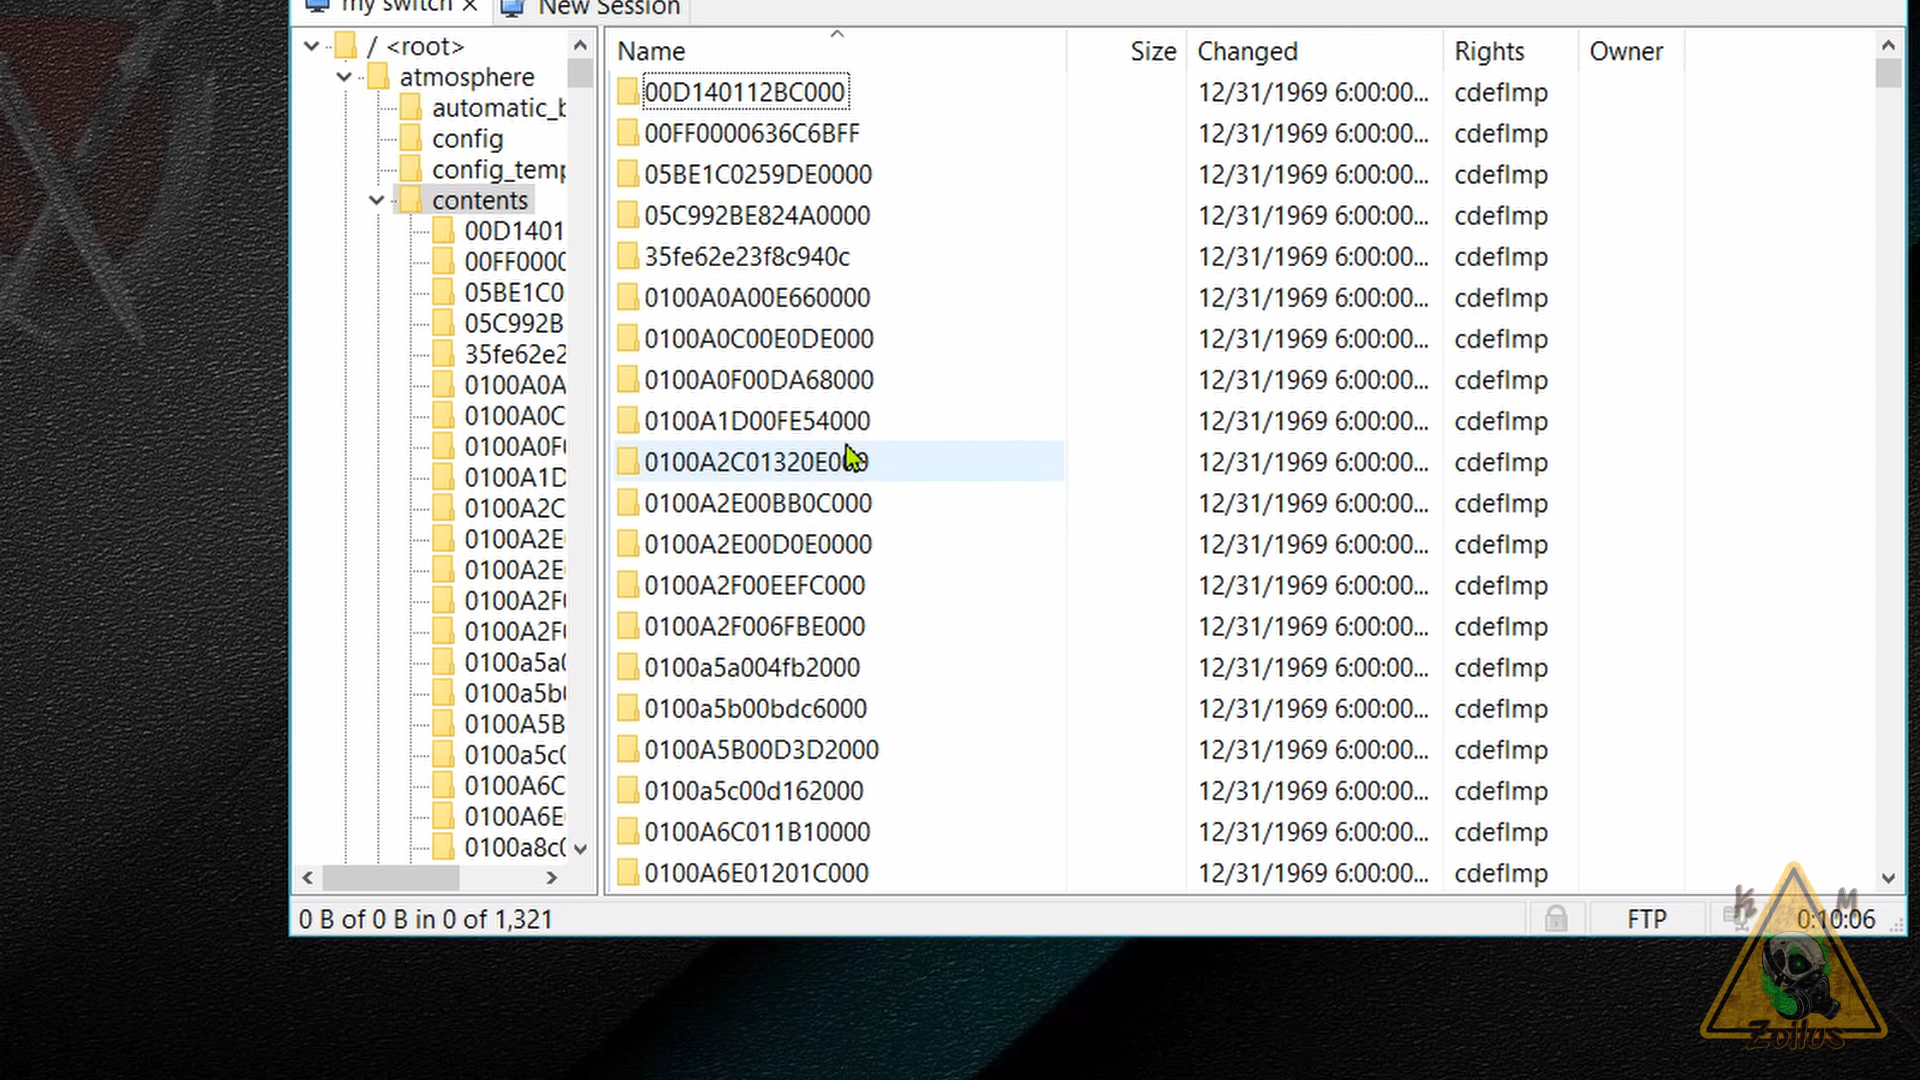 my switch
New Session
/ <root>
atmosphere
automatic_b
config
config_temp
contents
00D1401
00FF0000
05BE1C0
05C992B
35fe62e2
0100A0A
0100A0C
0100A0F
0100A1D
0100A2C
0100A2E
0100A2E
0100A2F
0100A2F
0100a5a0
0100a5b
0100A5B
0100a5c0
0100A6C
0100A6E
0100a8c0
Name Size Changed Rights Owner
00D140112BC000 12/31/1969 6:00:00... cdeflmp
00FF0000636C6BFF 12/31/1969 6:00:00... cdeflmp
05BE1C0259DE0000 12/31/1969 6:00:00... cdeflmp
05C992BE824A0000 12/31/1969 6:00:00... cdeflmp
35fe62e23f8c940c 12/31/1969 6:00:00... cdeflmp
0100A0A00E660000 12/31/1969 6:00:00... cdeflmp
0100A0C00E0DE000 12/31/1969 6:00:00... cdeflmp
0100A0F00DA68000 12/31/1969 6:00:00... cdeflmp
0100A1D00FE54000 12/31/1969 6:00:00... cdeflmp
0100A2C01320E000 12/31/1969 6:00:00... cdeflmp
0100A2E00BB0C000 12/31/1969 6:00:00... cdeflmp
0100A2E00D0E0000 12/31/1969 6:00:00... cdeflmp
0100A2F00EEFC000 12/31/1969 6:00:00... cdeflmp
0100A2F006FBE000 12/31/1969 6:00:00... cdeflmp
0100a5a004fb2000 12/31/1969 6:00:00... cdeflmp
0100a5b00bdc6000 12/31/1969 6:00:00... cdeflmp
0100A5B00D3D2000 12/31/1969 6:00:00... cdeflmp
0100a5c00d162000 12/31/1969 6:00:00... cdeflmp
0100A6C011B10000 12/31/1969 6:00:00... cdeflmp
0100A6E01201C000 12/31/1969 6:00:00... cdeflmp
0 B of 0 B in 0 of 1,321
FTP
0:10:06
K M
Zoilus